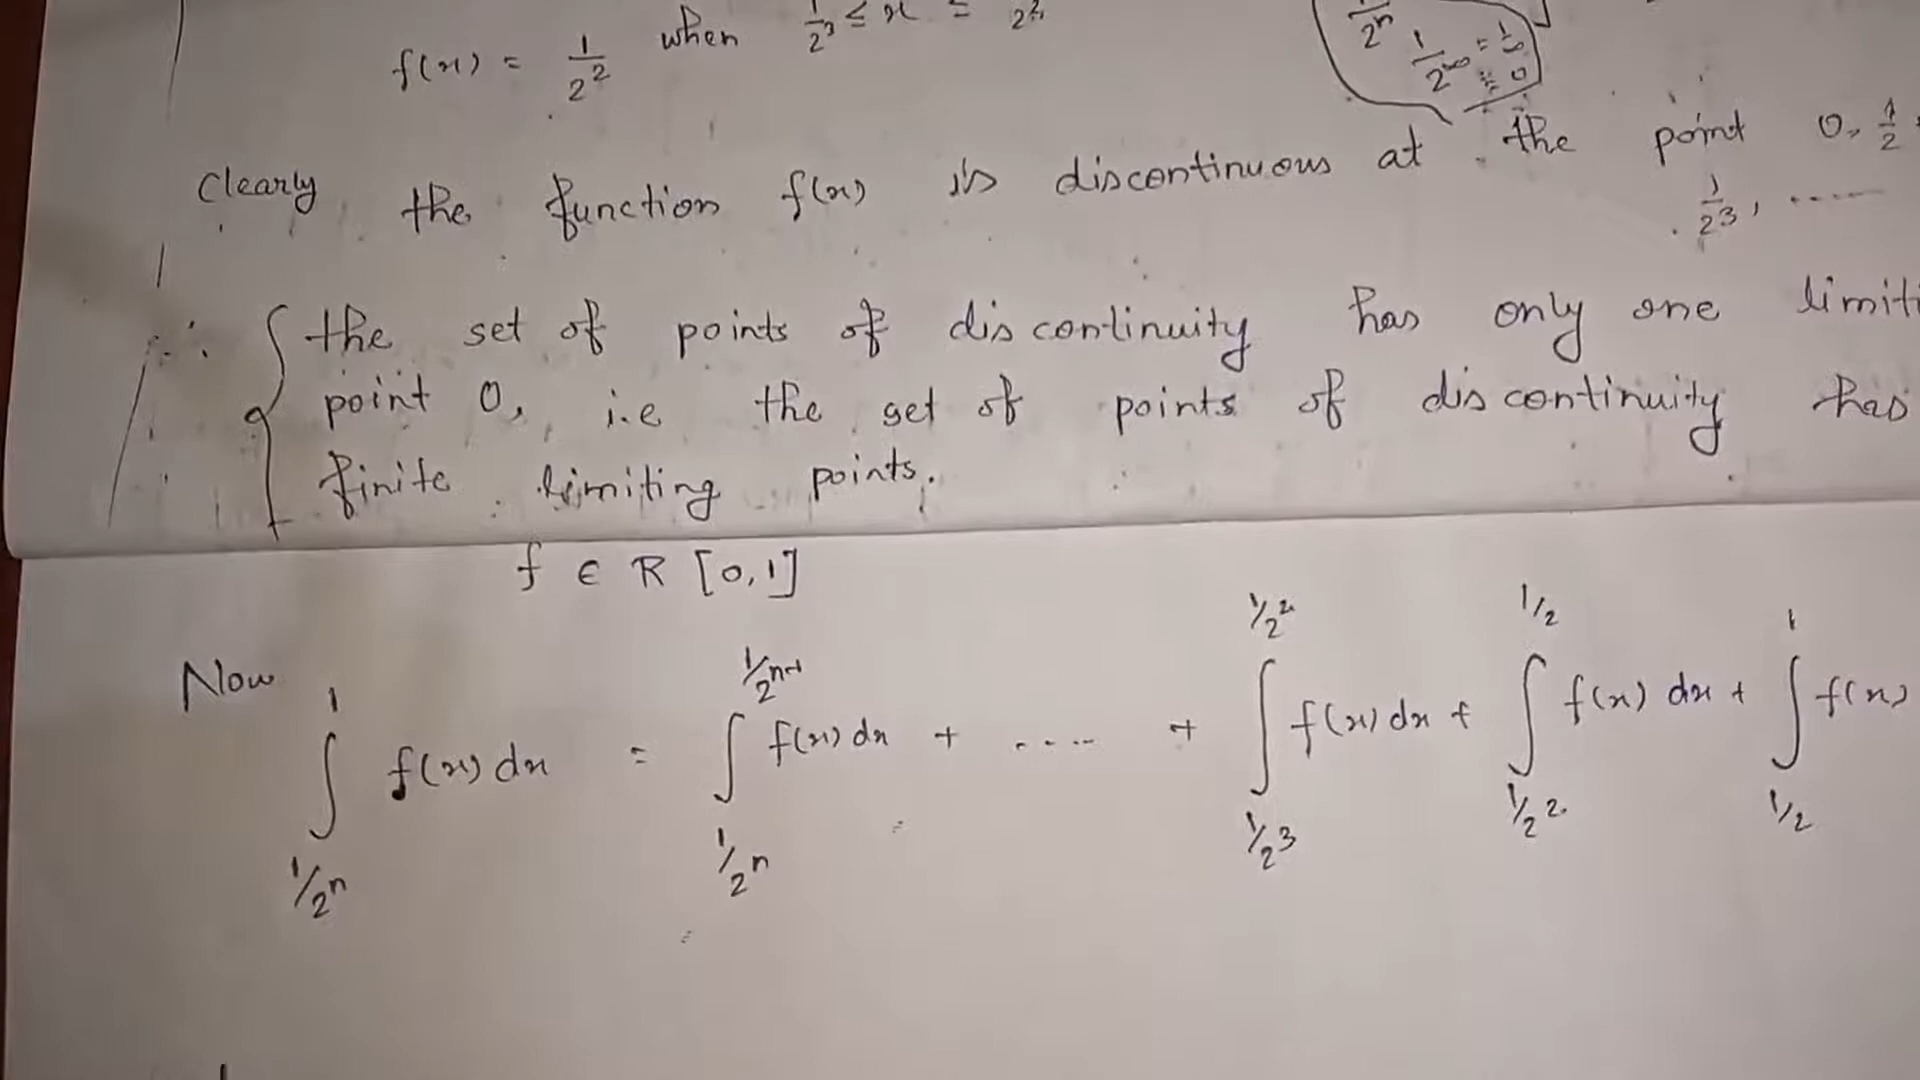 f(x) = 1/2² when 1/2³ ≤ x = 2²
1/2ⁿ
1/2^∞ = 1/∞
= 0
Clearly the function f(x) is discontinuous at the point 0, 1/2
1/2³, .....
∴ the set of points of discontinuity has only one limiti
point 0, i.e the set of points of discontinuity has
finite limiting points.
f ∈ R [0,1]
Now ∫_{1/2ⁿ}^{1} f(x) dx = ∫_{1/2ⁿ}^{1/2ⁿ⁻¹} f(x) dx + .... + ∫_{1/2³}^{1/2²} f(x) dx + ∫_{1/2²}^{1/2} f(x) dx + ∫_{1/2}^{1} f(x)